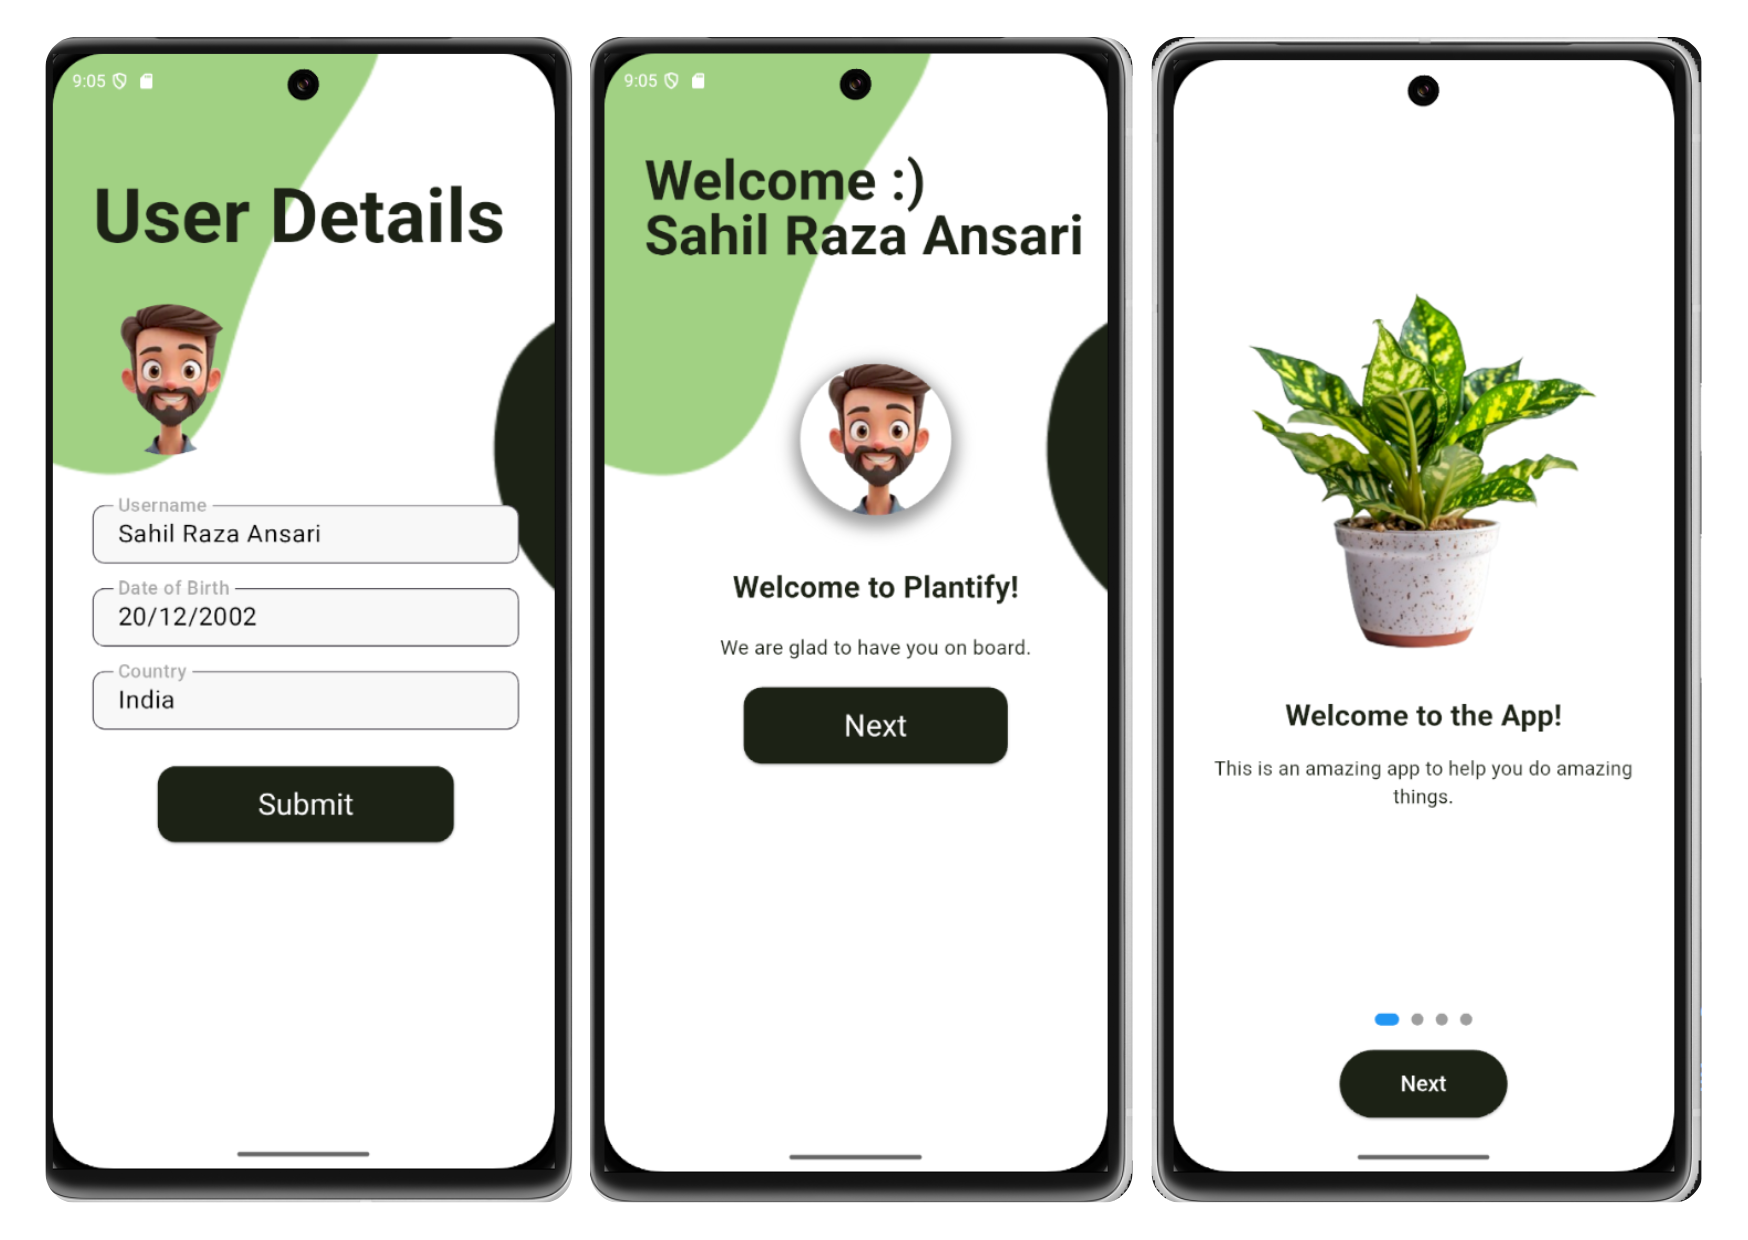 9:05
User Details
Username
Sahil Raza Ansari
Date of Birth
20/12/2002
Country
India
Submit
9:05
Welcome :)
Sahil Raza Ansari
Welcome to Plantify!
We are glad to have you on board.
Next
Welcome to the App!
This is an amazing app to help you do amazing
things.
Next